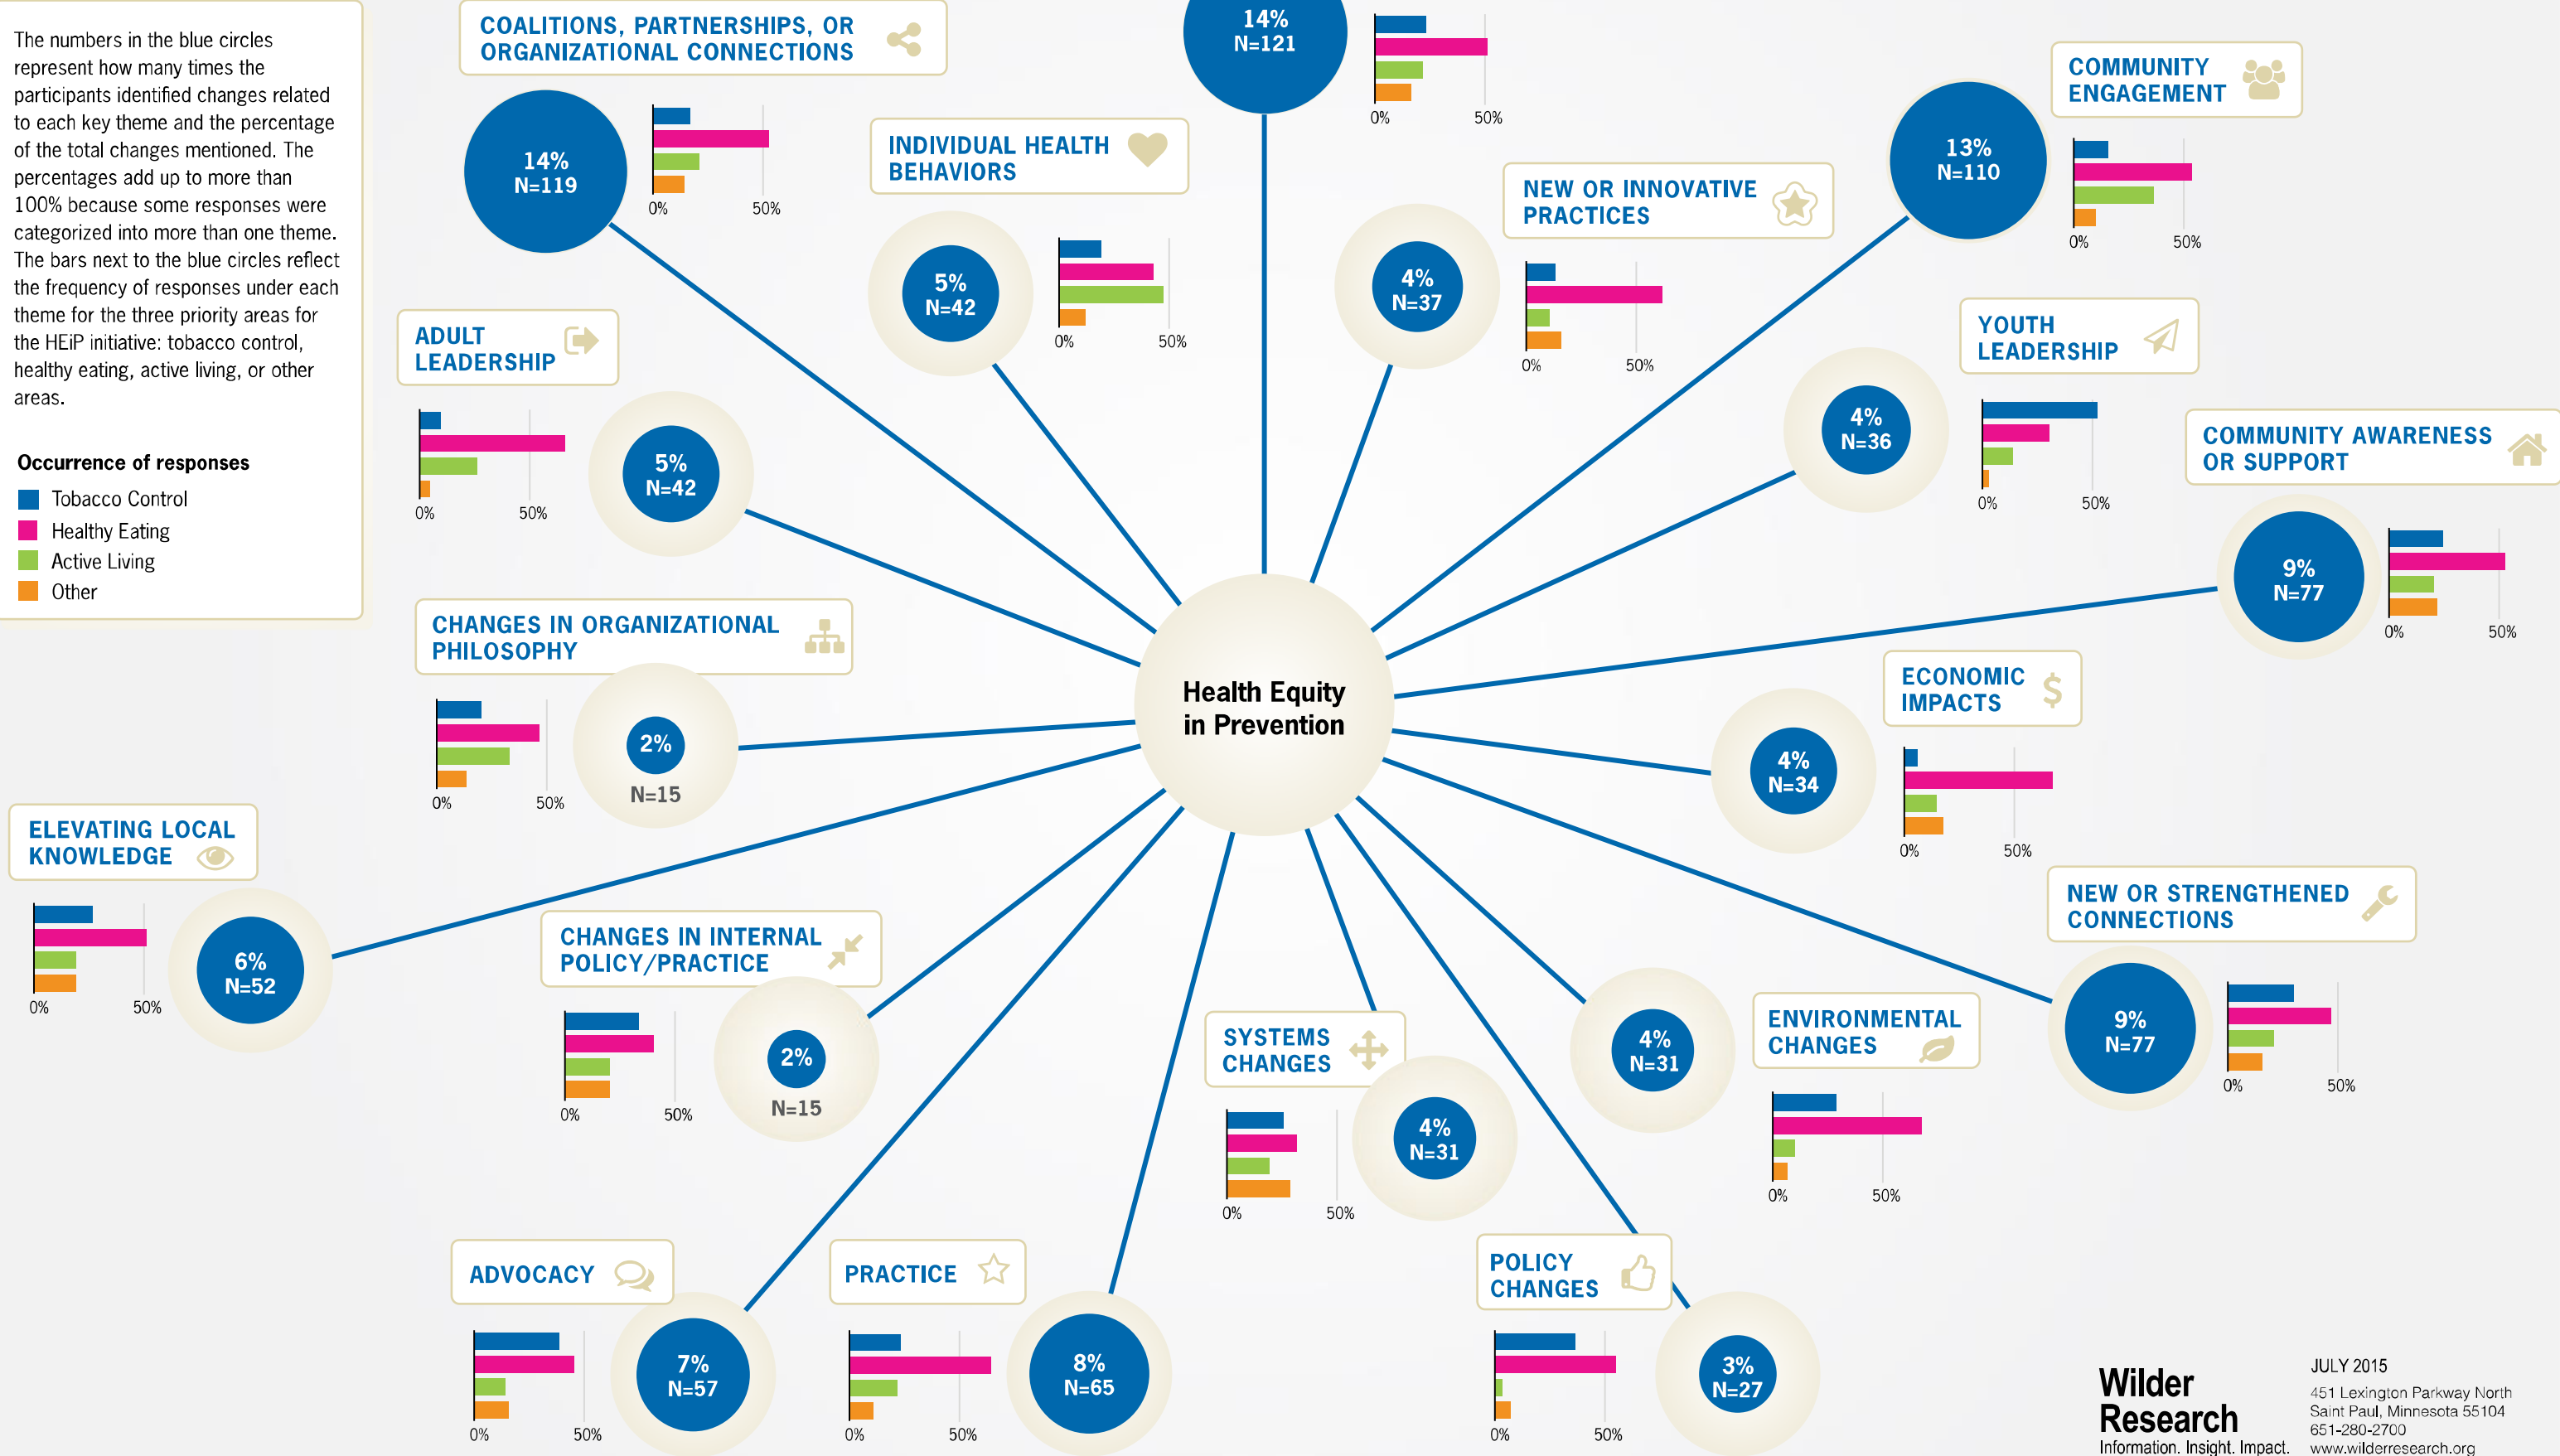 The numbers in the blue circles
represent how many times the
participants identified changes related
to each key theme and the percentage
of the total changes mentioned. The
percentages add up to more than
100% because some responses were
categorized into more than one theme.
The bars next to the blue circles reflect
the frequency of responses under each
theme for the three priority areas for
the HEiP initiative: tobacco control,
healthy eating, active living, or other
areas.
Occurrence of responses
Tobacco Control
Healthy Eating
Active Living
Other
COALITIONS, PARTNERSHIPS, OR
ORGANIZATIONAL CONNECTIONS
14%
N=119
0% 50%
14%
N=121
0% 50%
INDIVIDUAL HEALTH
BEHAVIORS
5%
N=42
0% 50%
NEW OR INNOVATIVE
PRACTICES
4%
N=37
0% 50%
COMMUNITY
ENGAGEMENT
13%
N=110
0% 50%
ADULT
LEADERSHIP
5%
N=42
0% 50%
YOUTH
LEADERSHIP
4%
N=36
0% 50%
COMMUNITY AWARENESS
OR SUPPORT
9%
N=77
0% 50%
CHANGES IN ORGANIZATIONAL
PHILOSOPHY
2%
N=15
0% 50%
Health Equity
in Prevention
ECONOMIC
IMPACTS
$
4%
N=34
0% 50%
ELEVATING LOCAL
KNOWLEDGE
6%
N=52
0% 50%
CHANGES IN INTERNAL
POLICY/PRACTICE
2%
N=15
0% 50%
NEW OR STRENGTHENED
CONNECTIONS
9%
N=77
0% 50%
SYSTEMS
CHANGES
4%
N=31
0% 50%
ENVIRONMENTAL
CHANGES
4%
N=31
0% 50%
ADVOCACY
7%
N=57
0% 50%
PRACTICE
8%
N=65
0% 50%
POLICY
CHANGES
3%
N=27
0% 50%
Wilder
Research
Information. Insight. Impact.
JULY 2015
451 Lexington Parkway North
Saint Paul, Minnesota 55104
651-280-2700
www.wilderresearch.org